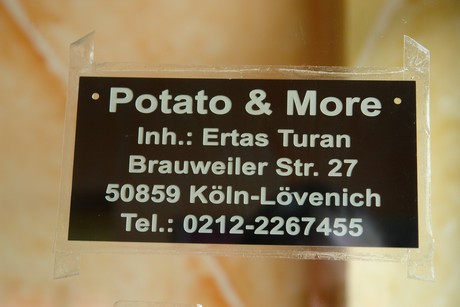 Potato & More
Inh.: Ertas Turan
Brauweiler Str. 27
50859 Köln-Lövenich
Tel.: 0212-2267455